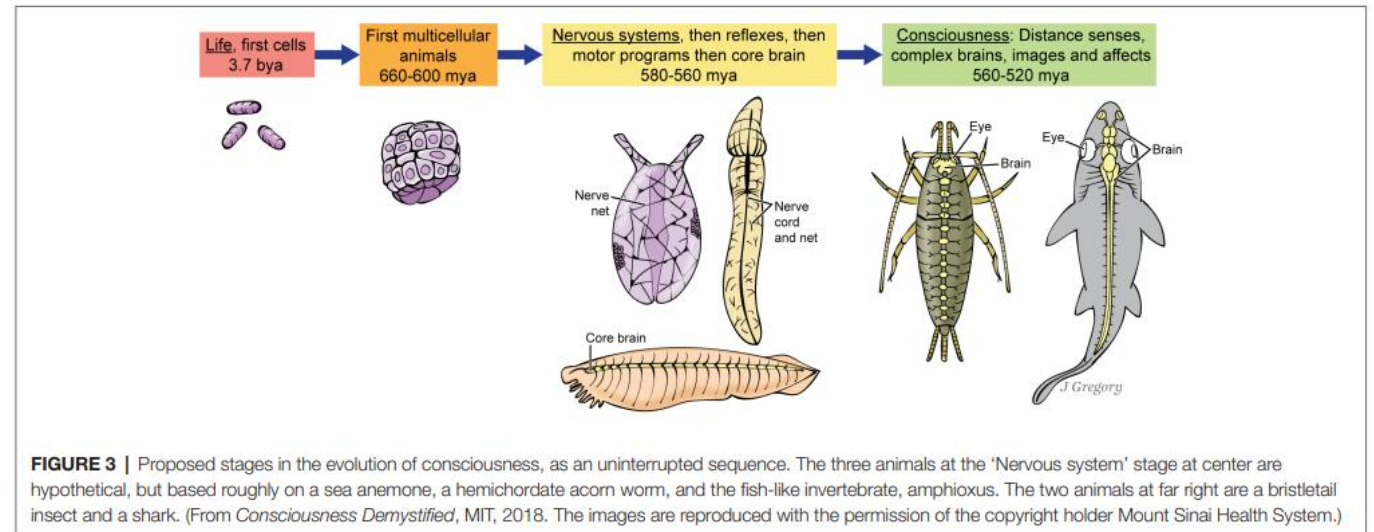 Life, first cells
3.7 bya
First multicellular
animals
660-600 mya
Nervous systems, then reflexes, then
motor programs then core brain
580-560 mya
Consciousness: Distance senses,
complex brains, images and affects
560-520 mya
Nerve
net
Nerve
cord
and net
Core brain
Eye
Brain
Eye
Brain
J Gregory
FIGURE 3 | Proposed stages in the evolution of consciousness, as an uninterrupted sequence. The three animals at the ‘Nervous system’ stage at center are
hypothetical, but based roughly on a sea anemone, a hemichordate acorn worm, and the fish-like invertebrate, amphioxus. The two animals at far right are a bristletail
insect and a shark. (From Consciousness Demystified, MIT, 2018. The images are reproduced with the permission of the copyright holder Mount Sinai Health System.)